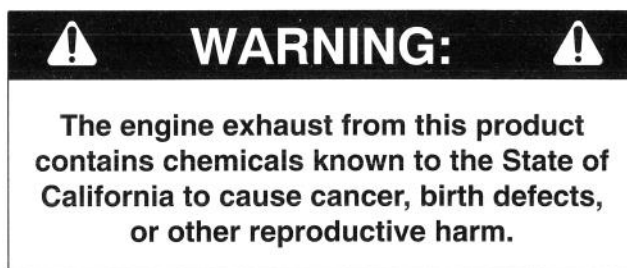 WARNING:
The engine exhaust from this product
contains chemicals known to the State of
California to cause cancer, birth defects,
or other reproductive harm.